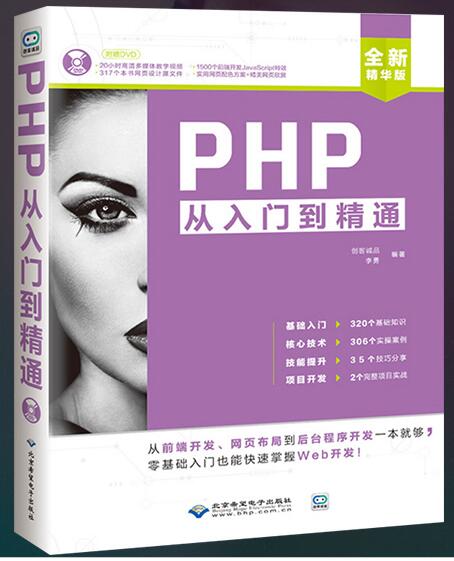 创客诚品
PHP
从入门到精通
DVD
附赠DVD
·20小时高清多媒体教学视频
·1500个前端开发JavaScript特效
·317个本书网页设计源文件
·实用网页配色方案+精美网页欣赏
全新
精华版
PHP
从入门到精通
创客诚品
李勇
编著
基础入门
320个基础知识
核心技术
306个实操案例
技能提升
35个技巧分享
项目开发
2个完整项目实战
从前端开发、网页布局到后台程序开发一本就够,
零基础入门也能快速掌握Web开发!
北京希望电子出版社
北京希望电子出版社
www.bhp.com.cn